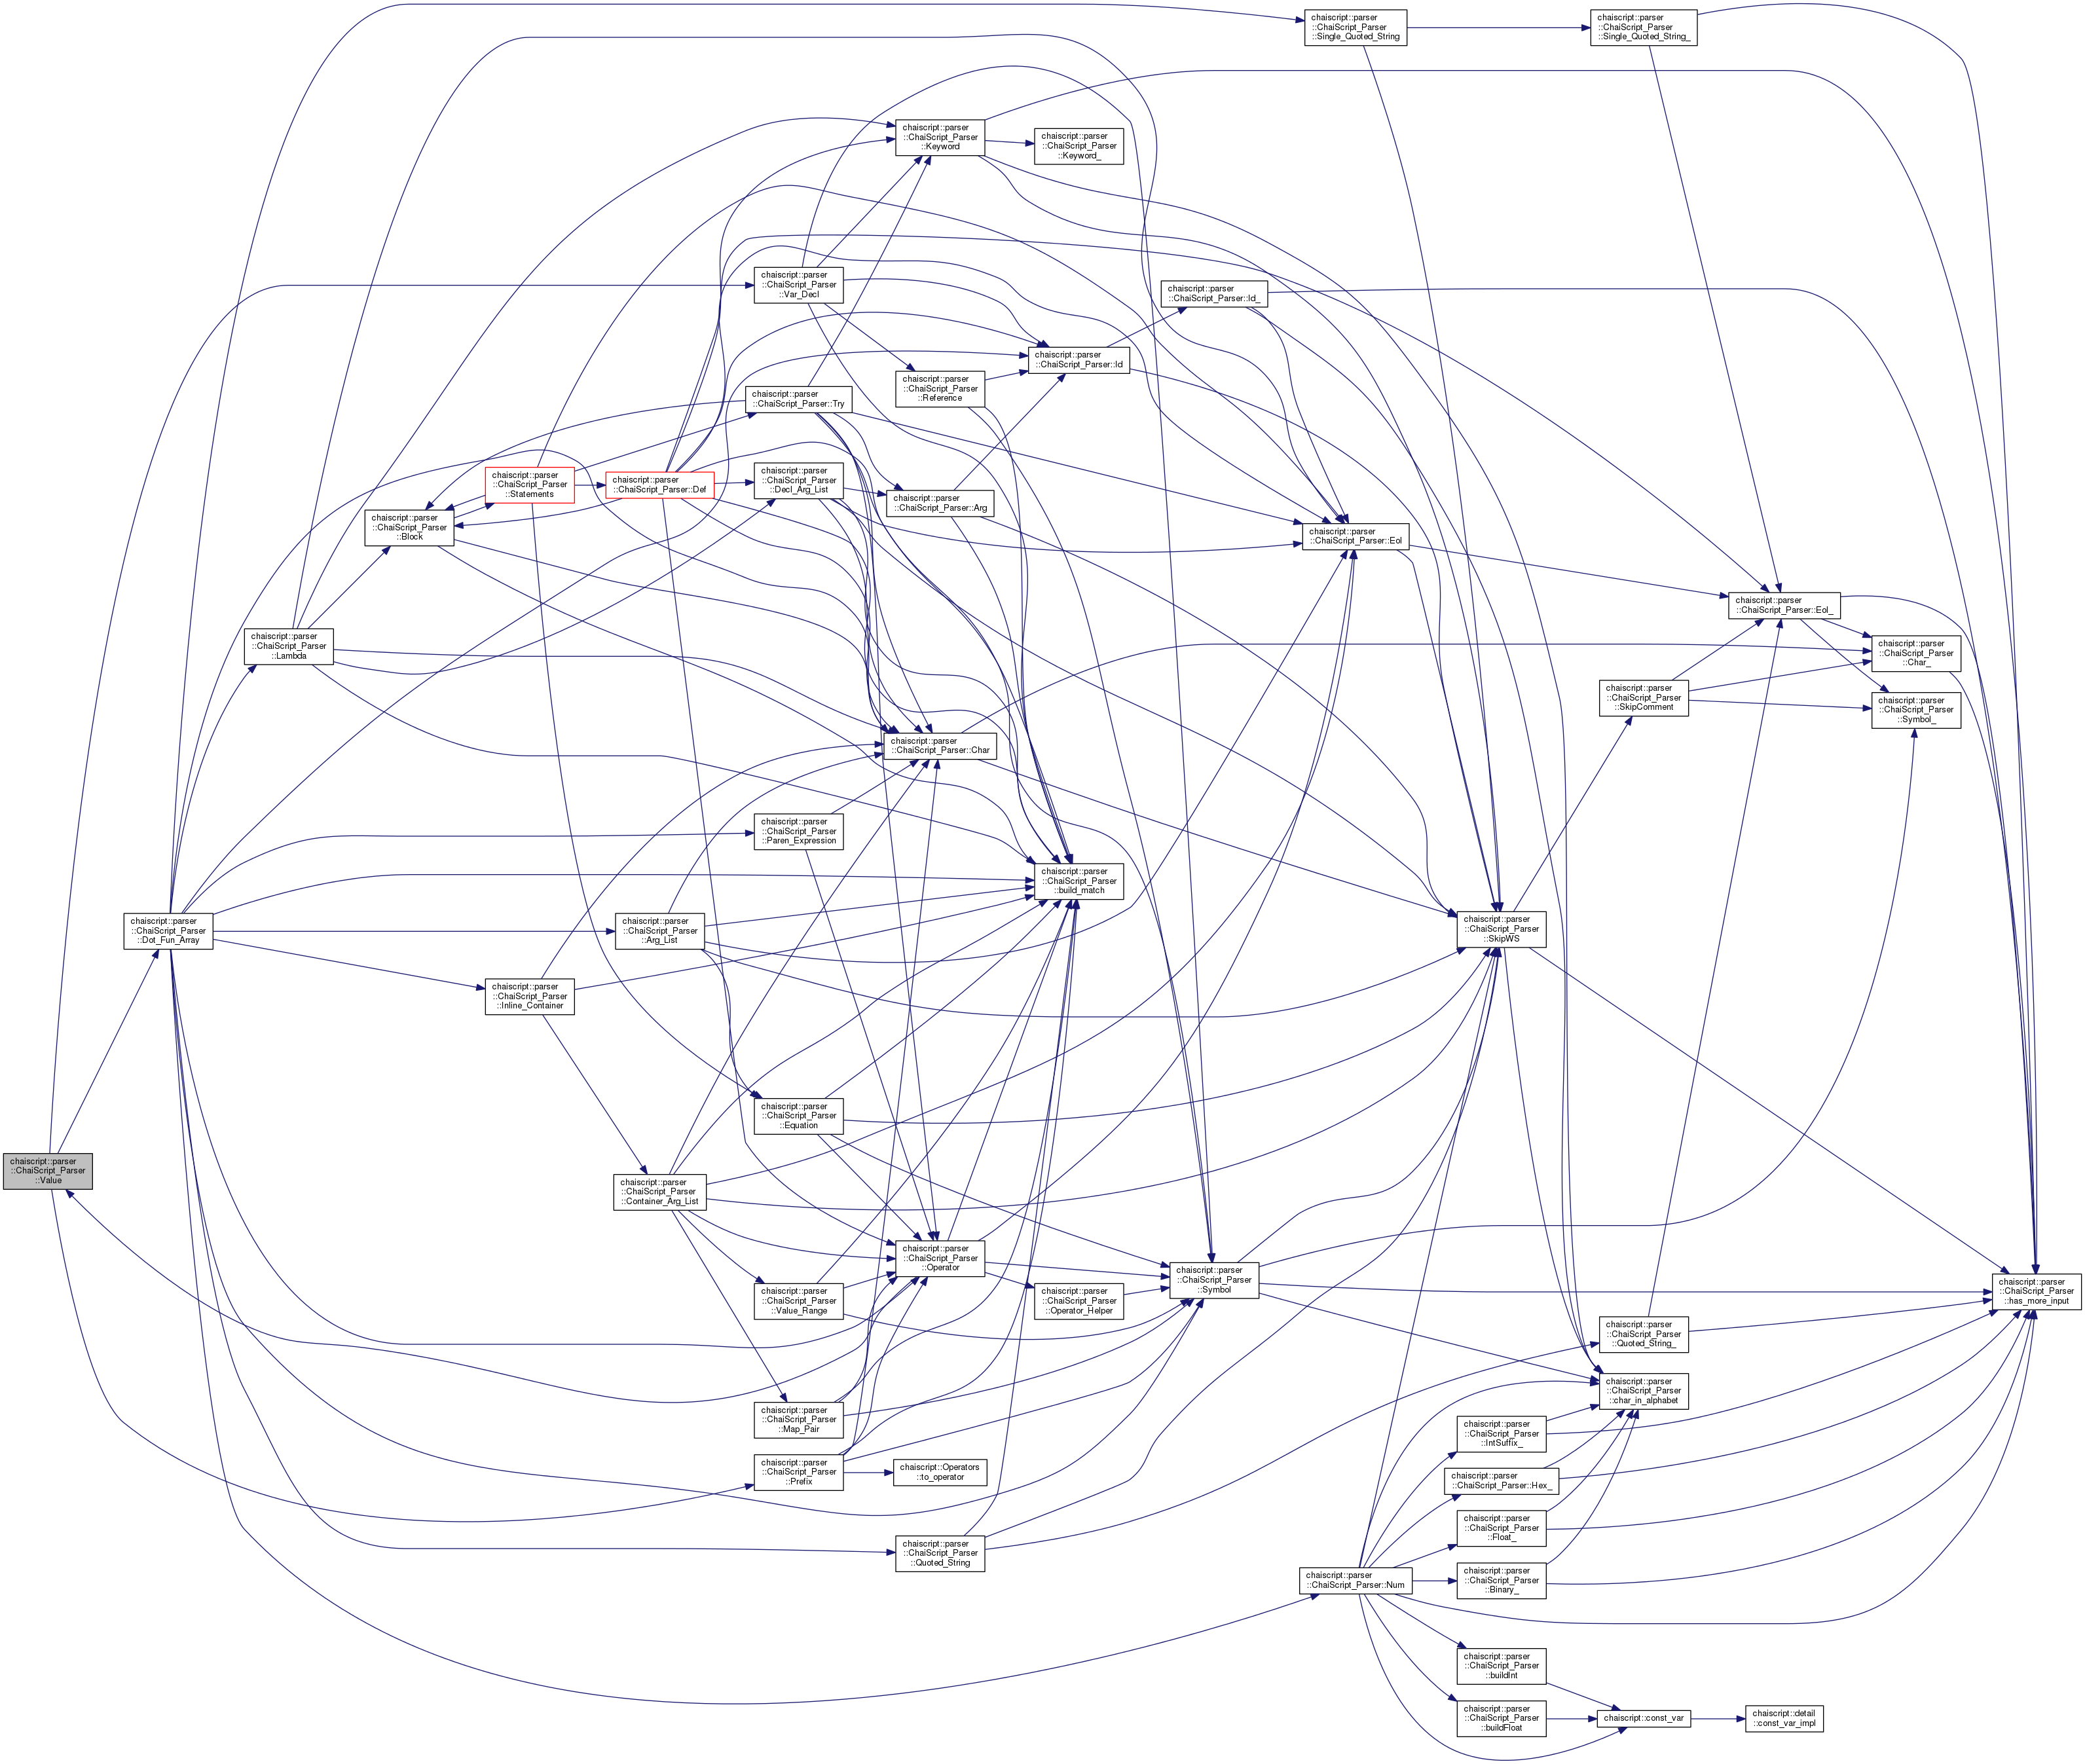 chaiscript::parser
::ChaiScript_Parser
::Single_Quoted_String
chaiscript::parser
::ChaiScript_Parser
::Single_Quoted_String_
chaiscript::parser
::ChaiScript_Parser
::Keyword
chaiscript::parser
::ChaiScript_Parser
::Keyword_
chaiscript::parser
::ChaiScript_Parser
::Var_Decl
chaiscript::parser
::ChaiScript_Parser::Id_
chaiscript::parser
::ChaiScript_Parser::Id
chaiscript::parser
::ChaiScript_Parser
::Reference
chaiscript::parser
::ChaiScript_Parser::Try
chaiscript::parser
::ChaiScript_Parser
::Statements
chaiscript::parser
::ChaiScript_Parser::Def
chaiscript::parser
::ChaiScript_Parser
::Decl_Arg_List
chaiscript::parser
::ChaiScript_Parser::Arg
chaiscript::parser
::ChaiScript_Parser
::Block
chaiscript::parser
::ChaiScript_Parser::Eol
chaiscript::parser
::ChaiScript_Parser::Eol_
chaiscript::parser
::ChaiScript_Parser
::Lambda
chaiscript::parser
::ChaiScript_Parser
::Char_
chaiscript::parser
::ChaiScript_Parser
::SkipComment
chaiscript::parser
::ChaiScript_Parser
::Symbol_
chaiscript::parser
::ChaiScript_Parser::Char
chaiscript::parser
::ChaiScript_Parser
::Paren_Expression
chaiscript::parser
::ChaiScript_Parser
::build_match
chaiscript::parser
::ChaiScript_Parser
::Dot_Fun_Array
chaiscript::parser
::ChaiScript_Parser
::Arg_List
chaiscript::parser
::ChaiScript_Parser
::SkipWS
chaiscript::parser
::ChaiScript_Parser
::Inline_Container
chaiscript::parser
::ChaiScript_Parser
::Equation
chaiscript::parser
::ChaiScript_Parser
::Value
chaiscript::parser
::ChaiScript_Parser
::Container_Arg_List
chaiscript::parser
::ChaiScript_Parser
::Operator
chaiscript::parser
::ChaiScript_Parser
::Symbol
chaiscript::parser
::ChaiScript_Parser
::has_more_input
chaiscript::parser
::ChaiScript_Parser
::Value_Range
chaiscript::parser
::ChaiScript_Parser
::Operator_Helper
chaiscript::parser
::ChaiScript_Parser
::Quoted_String_
chaiscript::parser
::ChaiScript_Parser
::char_in_alphabet
chaiscript::parser
::ChaiScript_Parser
::Map_Pair
chaiscript::parser
::ChaiScript_Parser
::IntSuffix_
chaiscript::parser
::ChaiScript_Parser
::Prefix
chaiscript::Operators
::to_operator
chaiscript::parser
::ChaiScript_Parser::Hex_
chaiscript::parser
::ChaiScript_Parser
::Float_
chaiscript::parser
::ChaiScript_Parser
::Quoted_String
chaiscript::parser
::ChaiScript_Parser::Num
chaiscript::parser
::ChaiScript_Parser
::Binary_
chaiscript::parser
::ChaiScript_Parser
::buildInt
chaiscript::parser
::ChaiScript_Parser
::buildFloat
chaiscript::const_var
chaiscript::detail
::const_var_impl